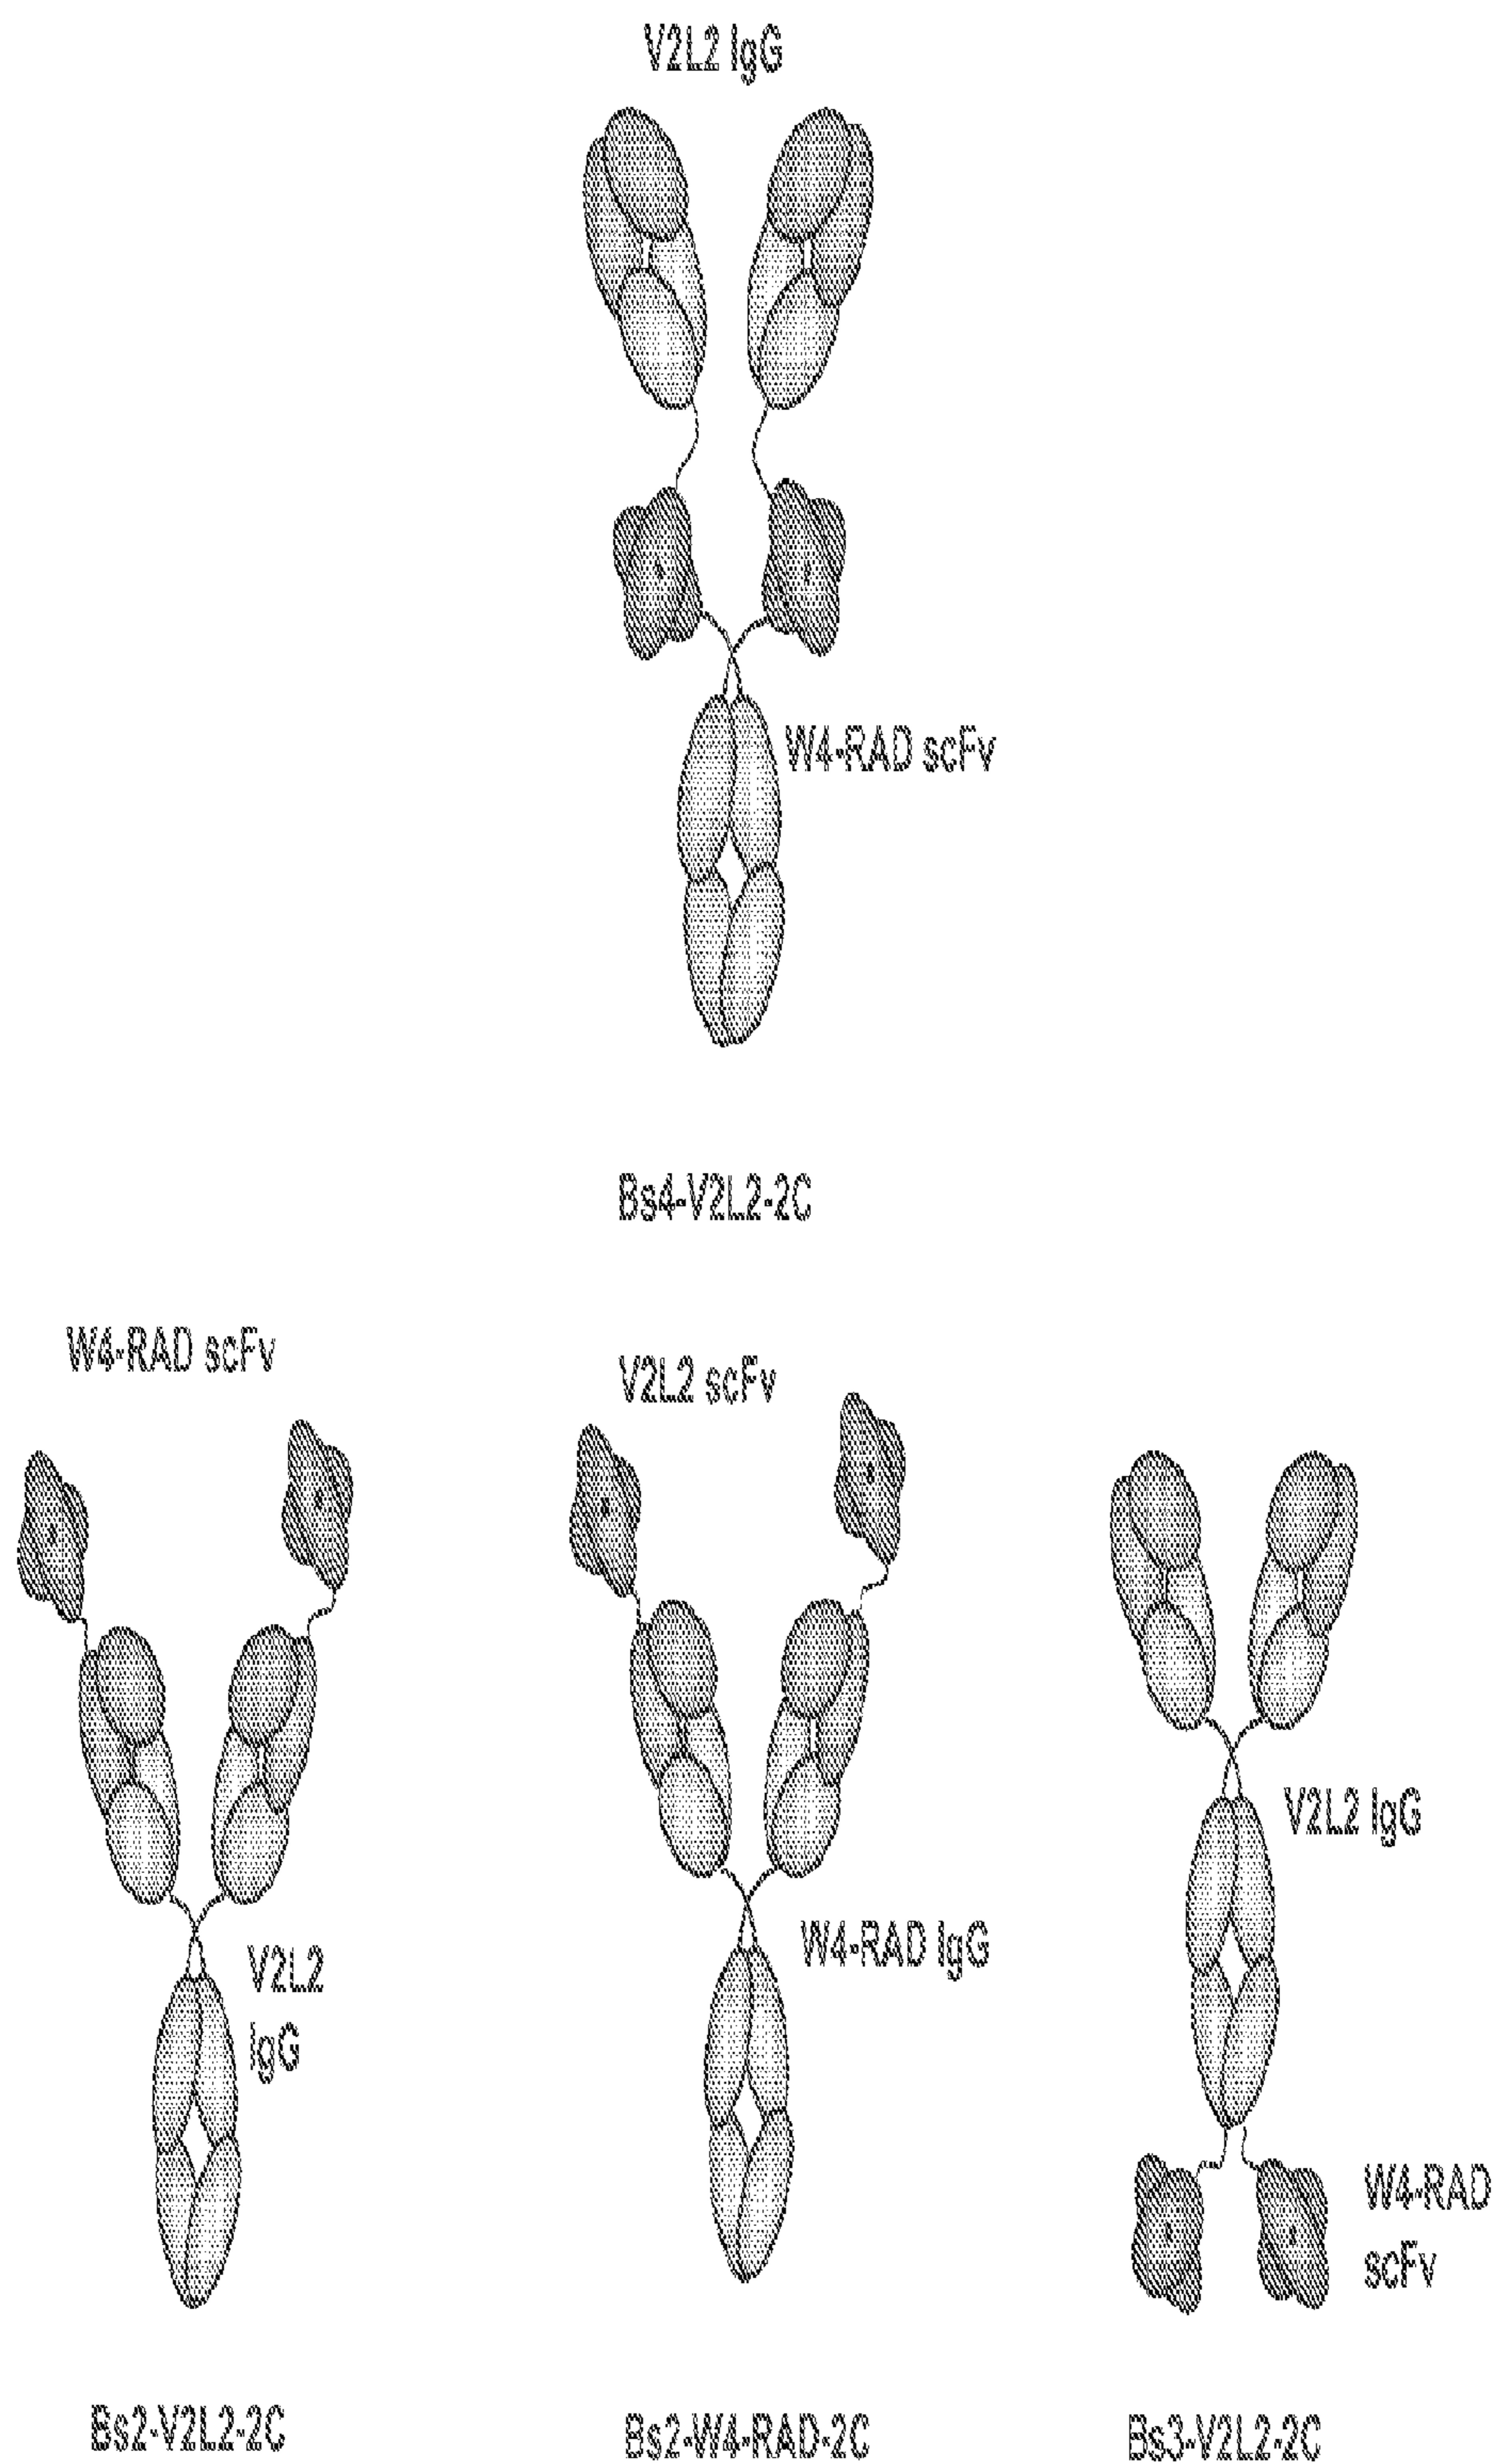 V2L2 IgG
W4-RAD scFv
Bs4-V2L2-2C
W4-RAD scFv
V2L2 scFv
V2L2 IgG
W4-RAD IgG
V2L2
IgG
W4-RAD
scFv
Bs2-V2L2-2C
Bs2-W4-RAD-2C
Bs3-V2L2-2C